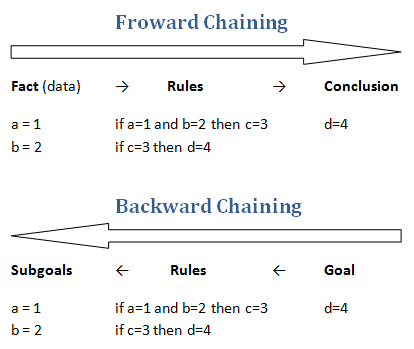 Froward Chaining
Fact (data) → Rules → Conclusion
a = 1 if a=1 and b=2 then c=3 d=4
b = 2 if c=3 then d=4
Backward Chaining
Subgoals ← Rules ← Goal
a = 1 if a=1 and b=2 then c=3 d=4
b = 2 if c=3 then d=4